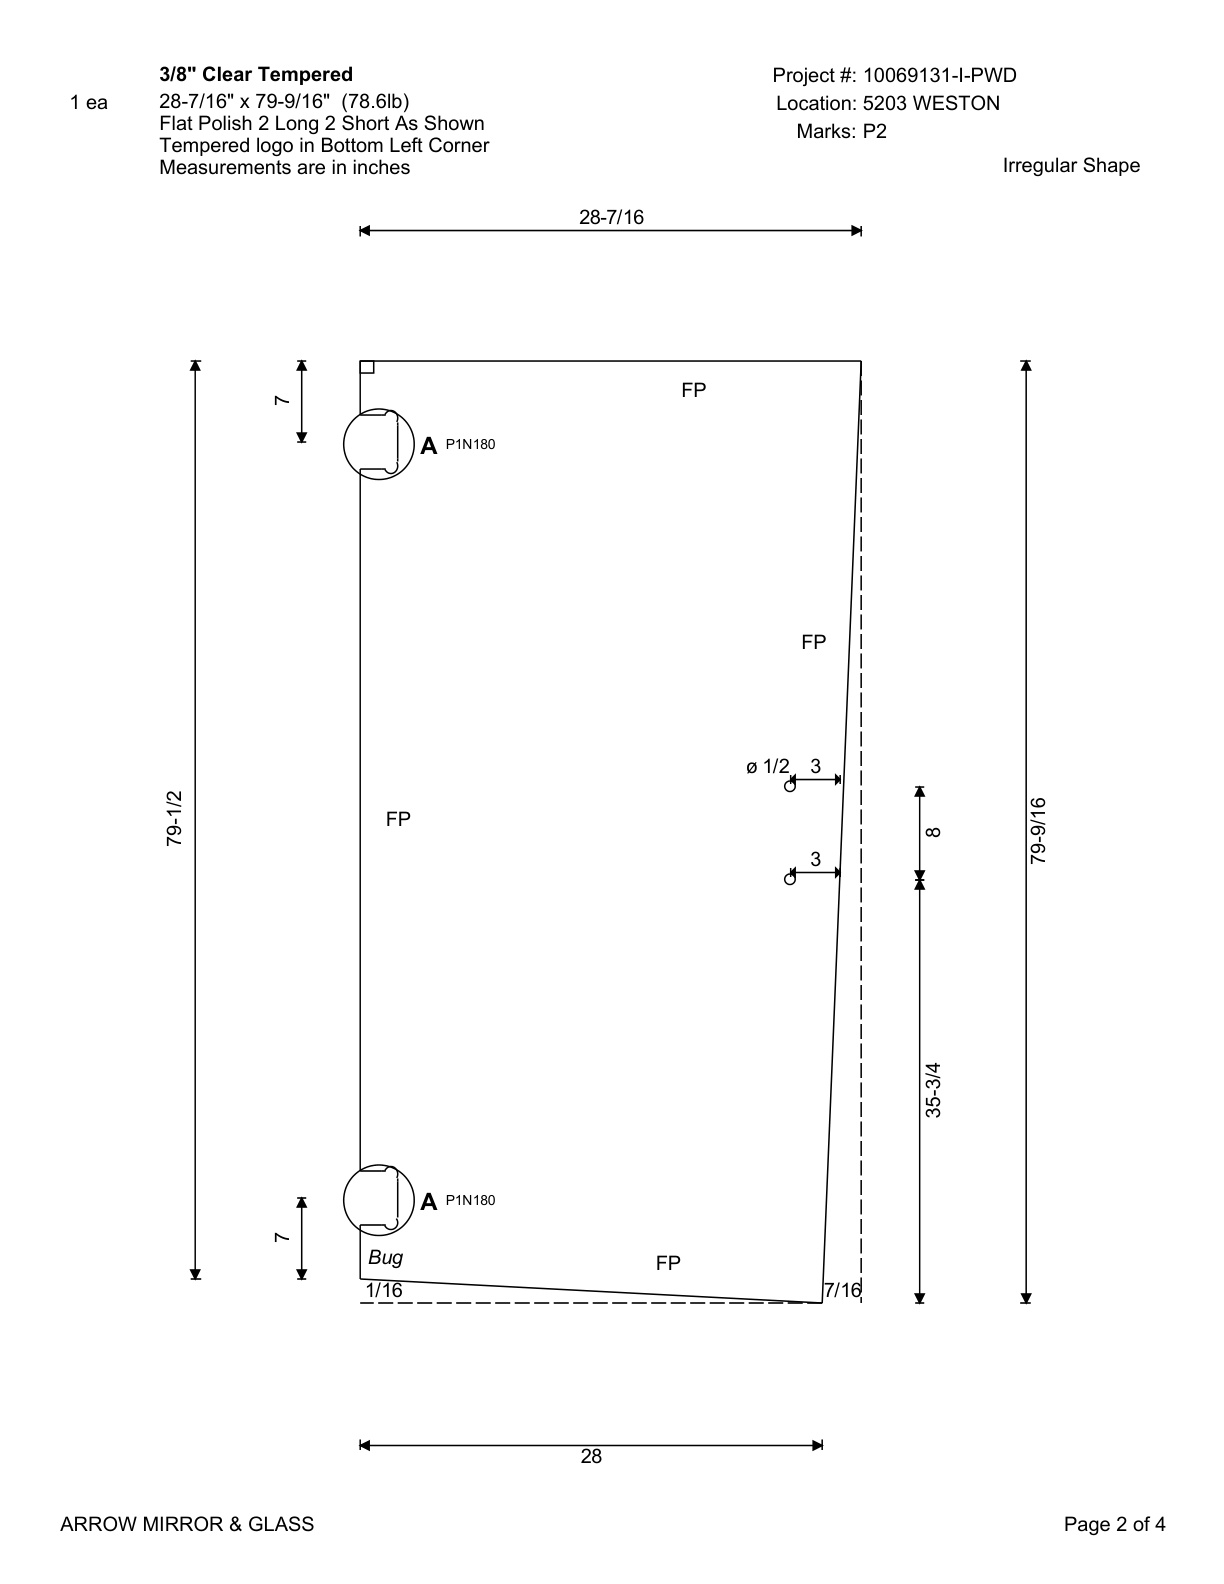 3/8" Clear Tempered
1 ea
28-7/16" x 79-9/16" (78.6lb)
Flat Polish 2 Long 2 Short As Shown
Tempered logo in Bottom Left Corner
Measurements are in inches
Project #: 10069131-I-PWD
Location: 5203 WESTON
Marks: P2
Irregular Shape
28-7/16
7
FP
A P1N180
FP
ø 1/2
3
79-1/2
FP
8
79-9/16
3
35-3/4
A P1N180
7
Bug
FP
1/16
7/16
28
ARROW MIRROR & GLASS
Page 2 of 4